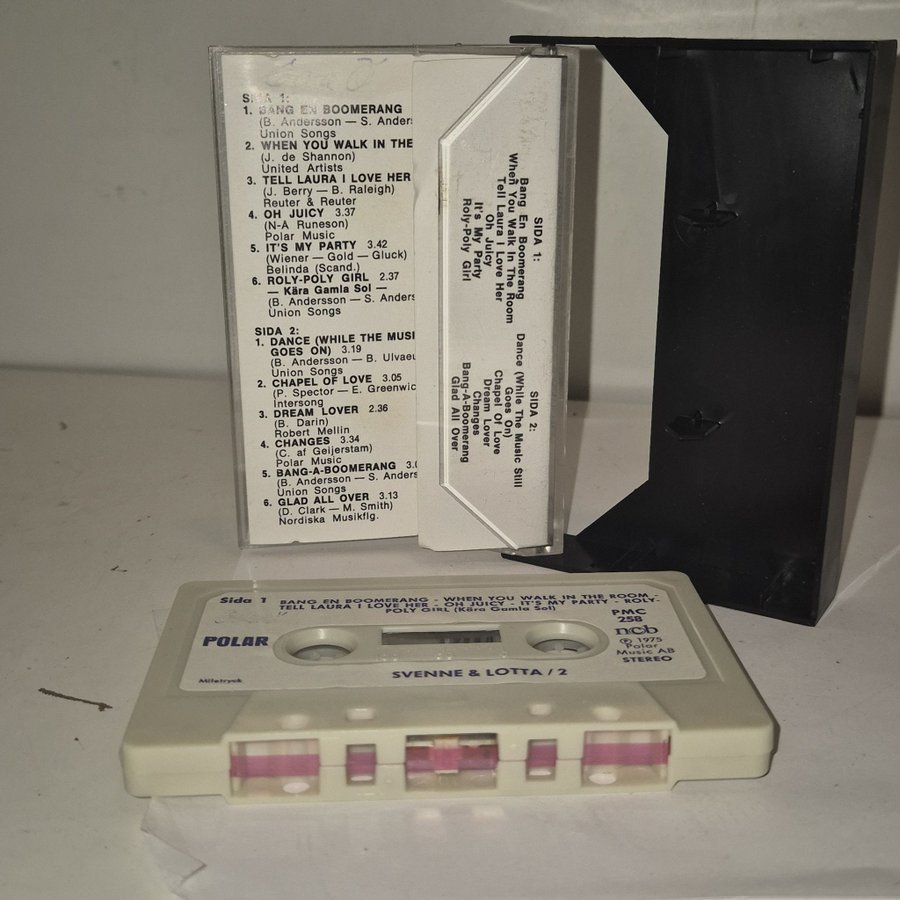 SIDA 1:
1. BANG EN BOOMERANG
(B. Andersson — S. Anders
Union Songs
2. WHEN YOU WALK IN THE
(J. de Shannon)
United Artists
3. TELL LAURA I LOVE HER
(J. Berry — B. Raleigh)
Reuter & Reuter
4. OH JUICY 3.37
(N-A Runeson)
Polar Music
5. IT'S MY PARTY 3.42
(Wiener — Gold — Gluck)
Belinda (Scand.)
6. ROLY-POLY GIRL 2.37
— Kära Gamla Sol —
(B. Andersson — S. Anders
Union Songs
SIDA 2:
1. DANCE (WHILE THE MUSI
GOES ON) 3.19
(B. Andersson — B. Ulvaeu
Union Songs
2. CHAPEL OF LOVE 3.05
(P. Spector — E. Greenwic
Intersong
3. DREAM LOVER 2.36
(B. Darin)
Robert Mellin
4. CHANGES 3.34
(C. af Geijerstam)
Polar Music
5. BANG-A-BOOMERANG 3.0
(B. Andersson — S. Anders
Union Songs
6. GLAD ALL OVER 3.13
(D. Clark — M. Smith)
Nordiska Musikflg.
SIDA 1:
Bang En Boomerang
When You Walk In The Room
Tell Laura I Love Her
Oh Juicy
It's My Party
Roly-Poly Girl
SIDA 2:
Dance (While The Music Still
Goes On)
Chapel Of Love
Dream Lover
Changes
Bang-A-Boomerang
Glad All Over
Sida 1
BANG EN BOOMERANG - WHEN YOU WALK IN THE ROOM -
TELL LAURA I LOVE HER - OH JUICY - IT'S MY PARTY - ROLY-
POLY GIRL (Kära Gamla Sol)
POLAR
PMC
258
ncb
℗ 1975
Polar
Music AB
STEREO
SVENNE & LOTTA / 2
Miletryck